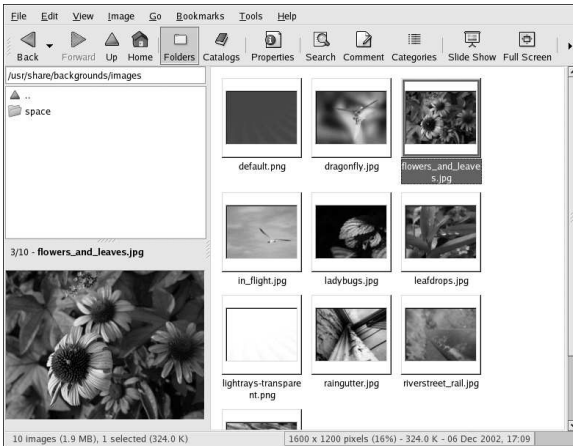 File Edit View Image Go Bookmarks Tools Help
Back Forward Up Home Folders Catalogs Properties Search Comment Categories Slide Show Full Screen
/usr/share/backgrounds/images
..
space
3/10 - flowers_and_leaves.jpg
default.png
dragonfly.jpg
flowers_and_leave
s.jpg
in_flight.jpg
ladybugs.jpg
leafdrops.jpg
lightrays-transpare
nt.png
raingutter.jpg
riverstreet_rail.jpg
10 images (1.9 MB), 1 selected (324.0 K)
1600 x 1200 pixels (16%) - 324.0 K - 06 Dec 2002, 17:09